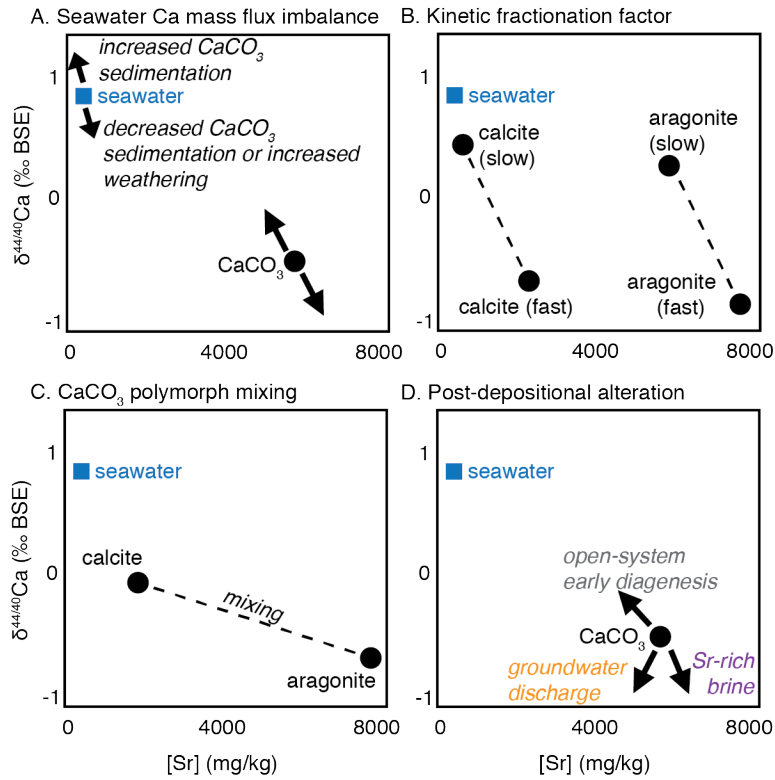 A. Seawater Ca mass flux imbalance
increased CaCO₃
sedimentation
seawater
decreased CaCO₃
sedimentation or increased
weathering
CaCO₃
1
0
-1
δ⁴⁴/⁴⁰Ca (‰ BSE)
0
4000
8000
B. Kinetic fractionation factor
seawater
calcite
(slow)
aragonite
(slow)
calcite (fast)
aragonite
(fast)
1
0
-1
0
4000
8000
C. CaCO₃ polymorph mixing
seawater
calcite
mixing
aragonite
1
0
-1
δ⁴⁴/⁴⁰Ca (‰ BSE)
0
4000
8000
[Sr] (mg/kg)
D. Post-depositional alteration
seawater
open-system
early diagenesis
CaCO₃
groundwater
discharge
Sr-rich
brine
1
0
-1
0
4000
8000
[Sr] (mg/kg)